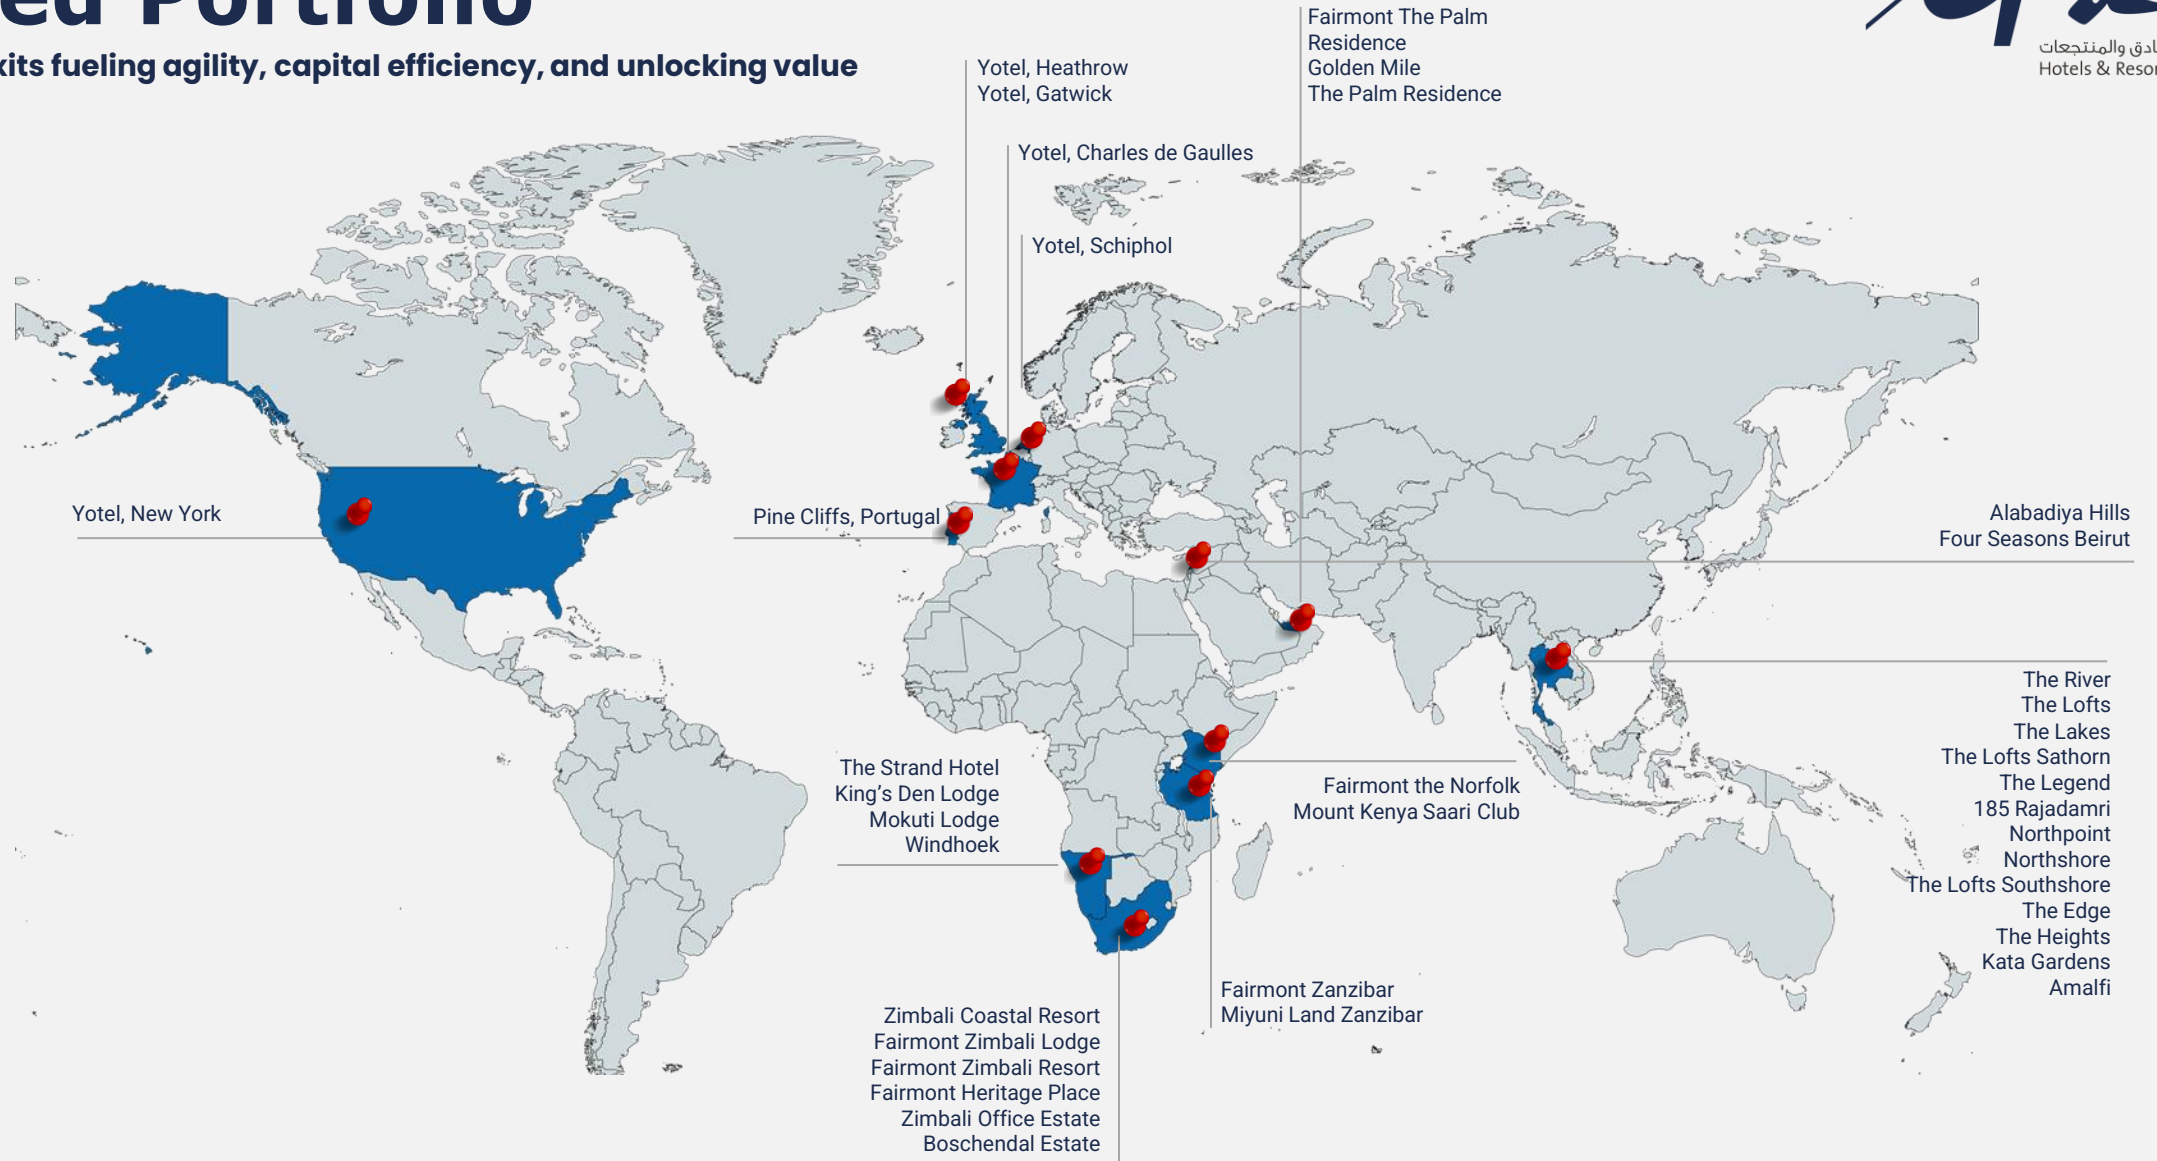 ed Portfolio
xits fueling agility, capital efficiency, and unlocking value
ادق والمنتجعات
Hotels & Resor
Fairmont The Palm
Residence
Golden Mile
The Palm Residence
Yotel, Heathrow
Yotel, Gatwick
Yotel, Charles de Gaulles
Yotel, Schiphol
Yotel, New York
Pine Cliffs, Portugal
Alabadiya Hills
Four Seasons Beirut
The River
The Lofts
The Lakes
The Lofts Sathorn
The Legend
185 Rajadamri
Northpoint
Northshore
The Lofts Southshore
The Edge
The Heights
Kata Gardens
Amalfi
The Strand Hotel
King’s Den Lodge
Mokuti Lodge
Windhoek
Fairmont the Norfolk
Mount Kenya Saari Club
Fairmont Zanzibar
Miyuni Land Zanzibar
Zimbali Coastal Resort
Fairmont Zimbali Lodge
Fairmont Zimbali Resort
Fairmont Heritage Place
Zimbali Office Estate
Boschendal Estate